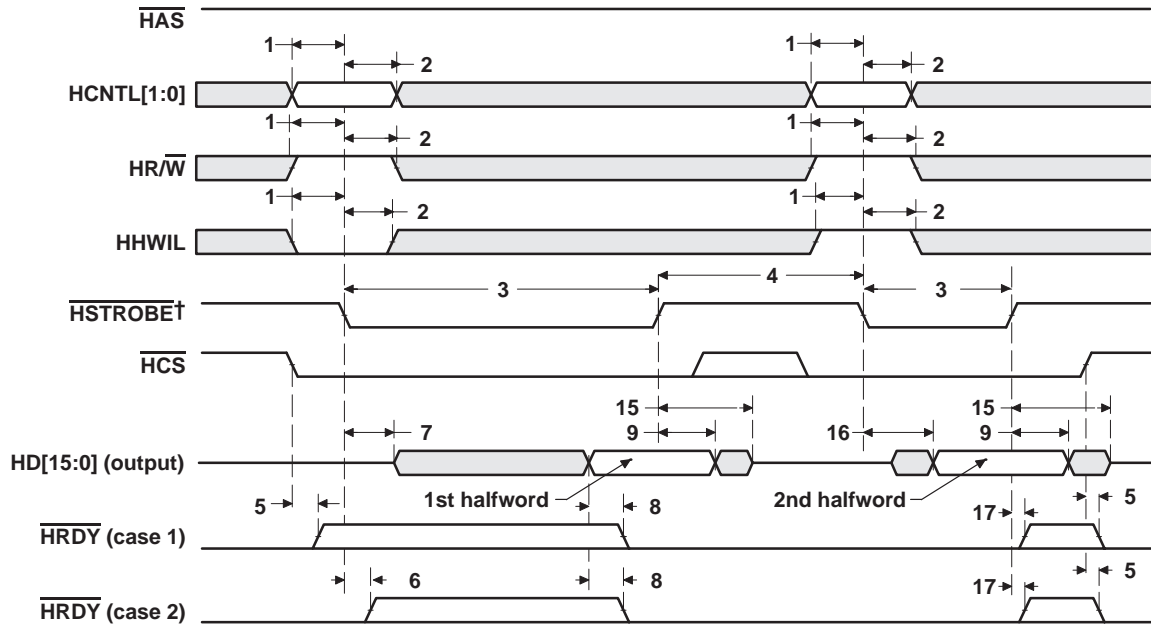 HAS
1
1
2
2
HCNTL[1:0]
1
1
2
2
HR/W
1
1
2
2
HHWIL
4
3
3
HSTROBE†
HCS
15
15
7
9
16
9
HD[15:0] (output)
1st halfword
2nd halfword
5
8
17
5
HRDY (case 1)
6
8
17
5
HRDY (case 2)